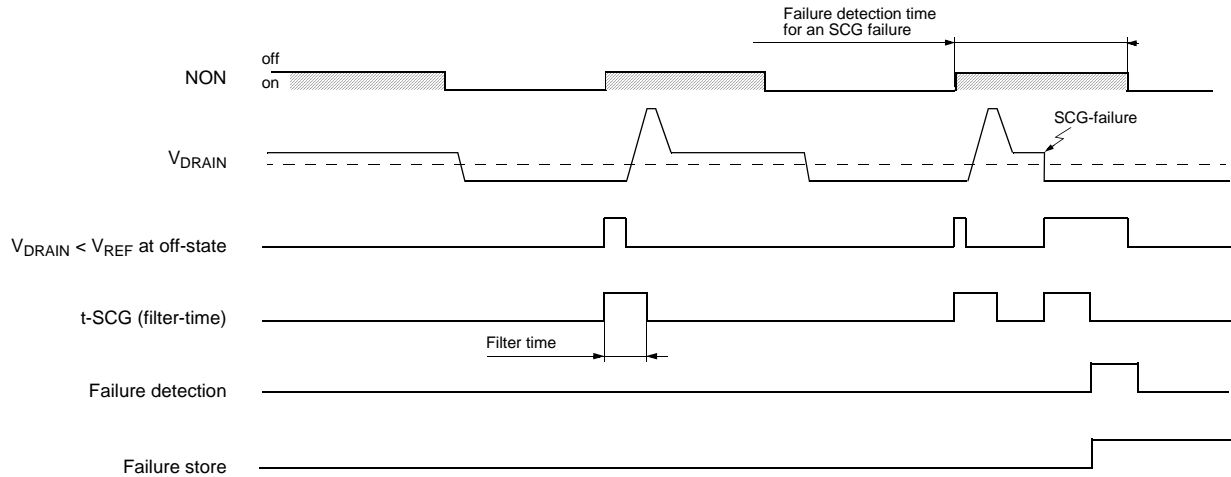 Failure detection time
for an SCG failure
off
NON
on
SCG-failure
VDRAIN
VDRAIN < VREF at off-state
t-SCG (filter-time)
Filter time
Failure detection
Failure store